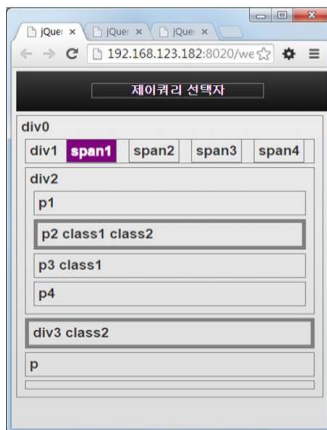 jQuer jQuer jQuer
192.168.123.182:8020/we
제이쿼리 선택자
div0
div1 span1 span2 span3 span4
div2
p1
p2 class1 class2
p3 class1
p4
div3 class2
p